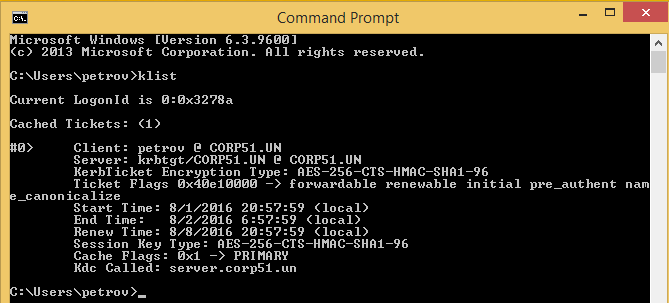 Command Prompt
Microsoft Windows [Version 6.3.9600]
(c) 2013 Microsoft Corporation. All rights reserved.
C:\Users\petrov>klist
Current LogonId is 0:0x3278a
Cached Tickets: (1)
#0>     Client: petrov @ CORP51.UN
        Server: krbtgt/CORP51.UN @ CORP51.UN
        KerbTicket Encryption Type: AES-256-CTS-HMAC-SHA1-96
        Ticket Flags 0x40e10000 -> forwardable renewable initial pre_authent nam
e_canonicalize
        Start Time: 8/1/2016 20:57:59 (local)
        End Time:   8/2/2016 6:57:59 (local)
        Renew Time: 8/8/2016 20:57:59 (local)
        Session Key Type: AES-256-CTS-HMAC-SHA1-96
        Cache Flags: 0x1 -> PRIMARY
        Kdc Called: server.corp51.un
C:\Users\petrov>_